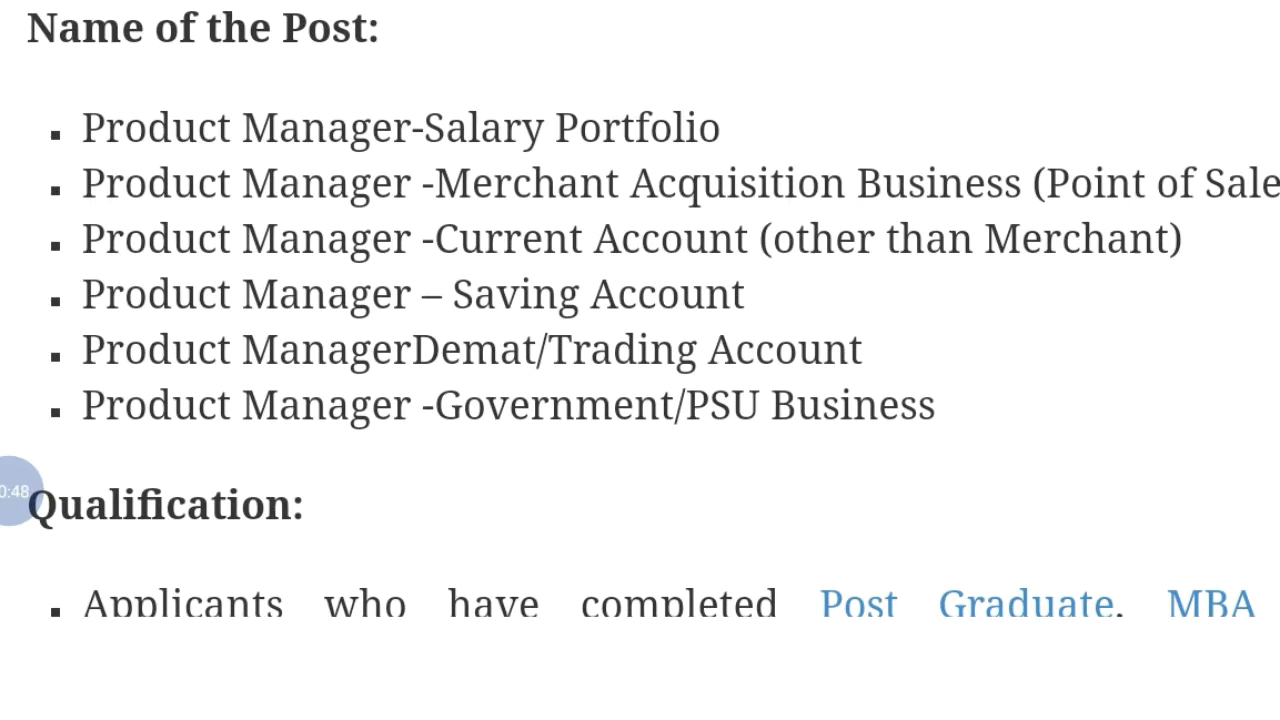 Name of the Post:
Product Manager-Salary Portfolio
Product Manager -Merchant Acquisition Business (Point of Sale
Product Manager -Current Account (other than Merchant)
Product Manager – Saving Account
Product ManagerDemat/Trading Account
Product Manager -Government/PSU Business
0:48
Qualification:
Applicants who have completed Post Graduate, MBA